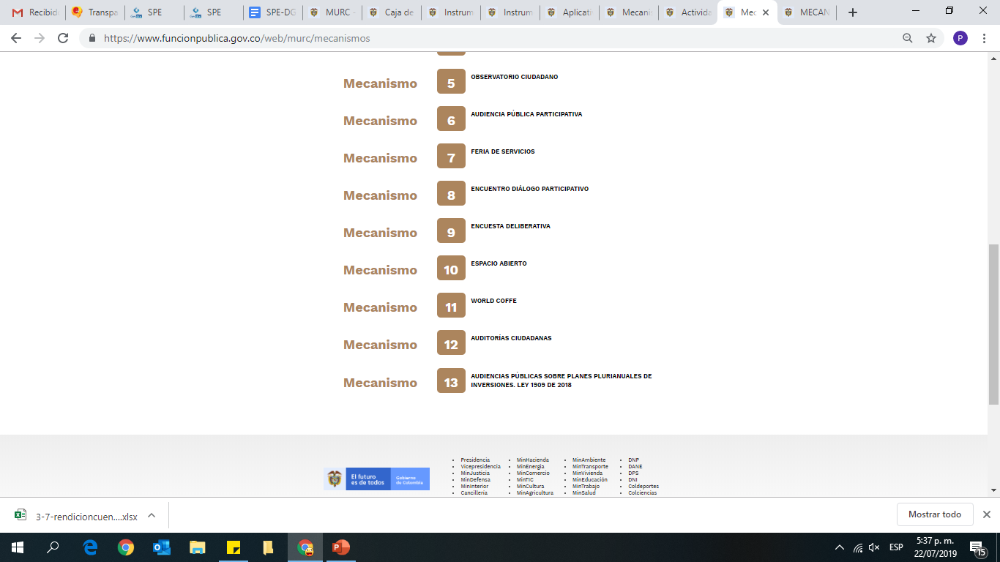 Recibido
Transpa
SPE
SPE
SPE-DG
MURC -
Caja de
Instrum
Instrum
Aplicati
Mecanis
Activida
Mec
MECAN
https://www.funcionpublica.gov.co/web/murc/mecanismos
P
Mecanismo 5 OBSERVATORIO CIUDADANO
Mecanismo 6 AUDIENCIA PÚBLICA PARTICIPATIVA
Mecanismo 7 FERIA DE SERVICIOS
Mecanismo 8 ENCUENTRO DIÁLOGO PARTICIPATIVO
Mecanismo 9 ENCUESTA DELIBERATIVA
Mecanismo 10 ESPACIO ABIERTO
Mecanismo 11 WORLD COFFE
Mecanismo 12 AUDITORÍAS CIUDADANAS
Mecanismo 13 AUDIENCIAS PÚBLICAS SOBRE PLANES PLURIANUALES DE
INVERSIONES. LEY 1909 DE 2018
El futuro
es de todos
Gobierno
de Colombia
Presidencia
Vicepresidencia
MinJusticia
MinDefensa
MinInterior
Cancillería
MinHacienda
MinEnergía
MinComercio
MinTIC
MinCultura
MinAgricultura
MinAmbiente
MinTransporte
MinVivienda
MinEducación
MinTrabajo
MinSalud
DNP
DANE
DPS
DNI
Coldeportes
Colciencias
3-7-rendicioncuen....xlsx
Mostrar todo
ESP
5:37 p. m.
22/07/2019
15